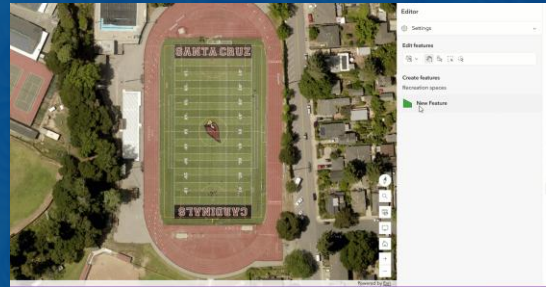 Editor
Settings
Edit features
Create features
Recreation spaces
New Feature
SANTA CRUZ
CARDINALS
Powered by Esri